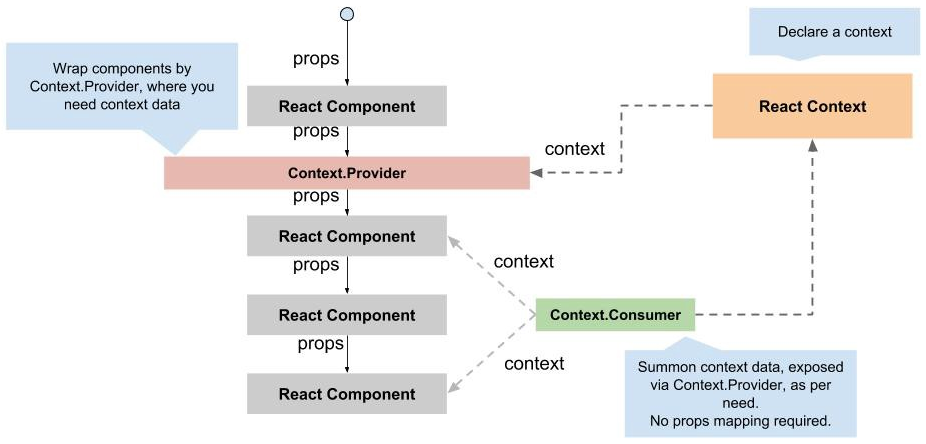 Declare a context
props
Wrap components by
Context.Provider, where you
need context data
React Component
React Context
props
context
Context.Provider
props
React Component
context
props
React Component
Context.Consumer
props
context
React Component
Summon context data, exposed
via Context.Provider, as per
need.
No props mapping required.